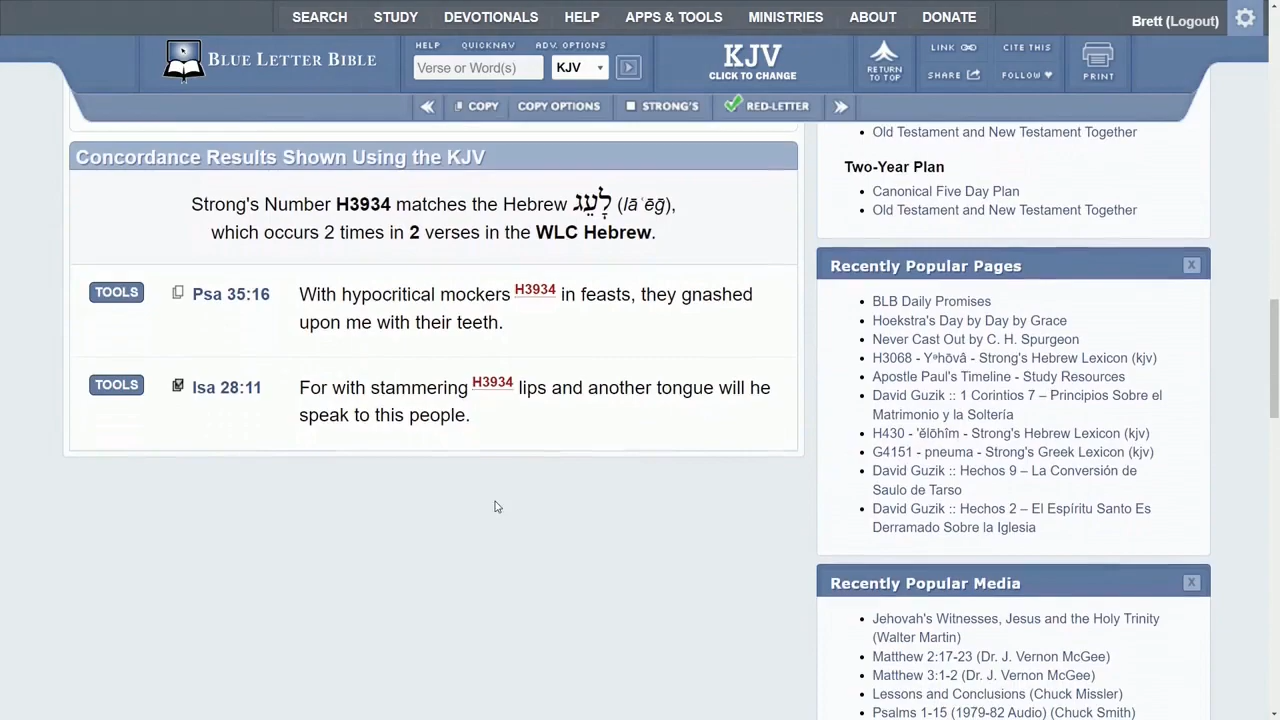 SEARCH STUDY DEVOTIONALS HELP APPS & TOOLS MINISTRIES ABOUT DONATE
Brett (Logout)
BLUE LETTER BIBLE
HELP QUICKNAV ADV. OPTIONS
Verse or Word(s) KJV
KJV
CLICK TO CHANGE
RETURN
TO TOP
LINK CITE THIS
SHARE FOLLOW
PRINT
COPY COPY OPTIONS STRONG'S RED-LETTER
Concordance Results Shown Using the KJV
Strong's Number H3934 matches the Hebrew לָעֵג (lāʿēḡ),
which occurs 2 times in 2 verses in the WLC Hebrew.
TOOLS Psa 35:16 With hypocritical mockers H3934 in feasts, they gnashed
upon me with their teeth.
TOOLS Isa 28:11 For with stammering H3934 lips and another tongue will he
speak to this people.
Old Testament and New Testament Together
Two-Year Plan
Canonical Five Day Plan
Old Testament and New Testament Together
Recently Popular Pages X
BLB Daily Promises
Hoekstra's Day by Day by Grace
Never Cast Out by C. H. Spurgeon
H3068 - Yᵊhōvâ - Strong's Hebrew Lexicon (kjv)
Apostle Paul's Timeline - Study Resources
David Guzik :: 1 Corintios 7 – Principios Sobre el
Matrimonio y la Soltería
H430 - 'ĕlōhîm - Strong's Hebrew Lexicon (kjv)
G4151 - pneuma - Strong's Greek Lexicon (kjv)
David Guzik :: Hechos 9 – La Conversión de
Saulo de Tarso
David Guzik :: Hechos 2 – El Espíritu Santo Es
Derramado Sobre la Iglesia
Recently Popular Media X
Jehovah's Witnesses, Jesus and the Holy Trinity
(Walter Martin)
Matthew 2:17-23 (Dr. J. Vernon McGee)
Matthew 3:1-2 (Dr. J. Vernon McGee)
Lessons and Conclusions (Chuck Missler)
Psalms 1-15 (1979-82 Audio) (Chuck Smith)